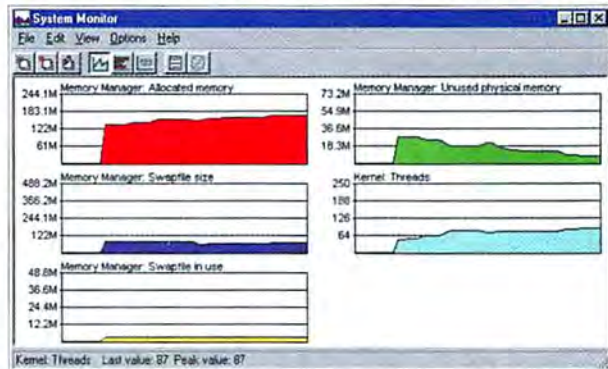 System Monitor
File Edit View Options Help
Memory Manager: Allocated memory
244.1M
183.1M
122M
61M
Memory Manager: Unused physical memory
73.2M
54.9M
36.6M
18.3M
Memory Manager: Swapfile size
488.2M
366.2M
244.1M
122M
Kernel: Threads
250
188
126
64
Memory Manager: Swapfile in use
48.8M
36.6M
24.4M
12.2M
Kernel: Threads Last value: 87 Peak value: 87